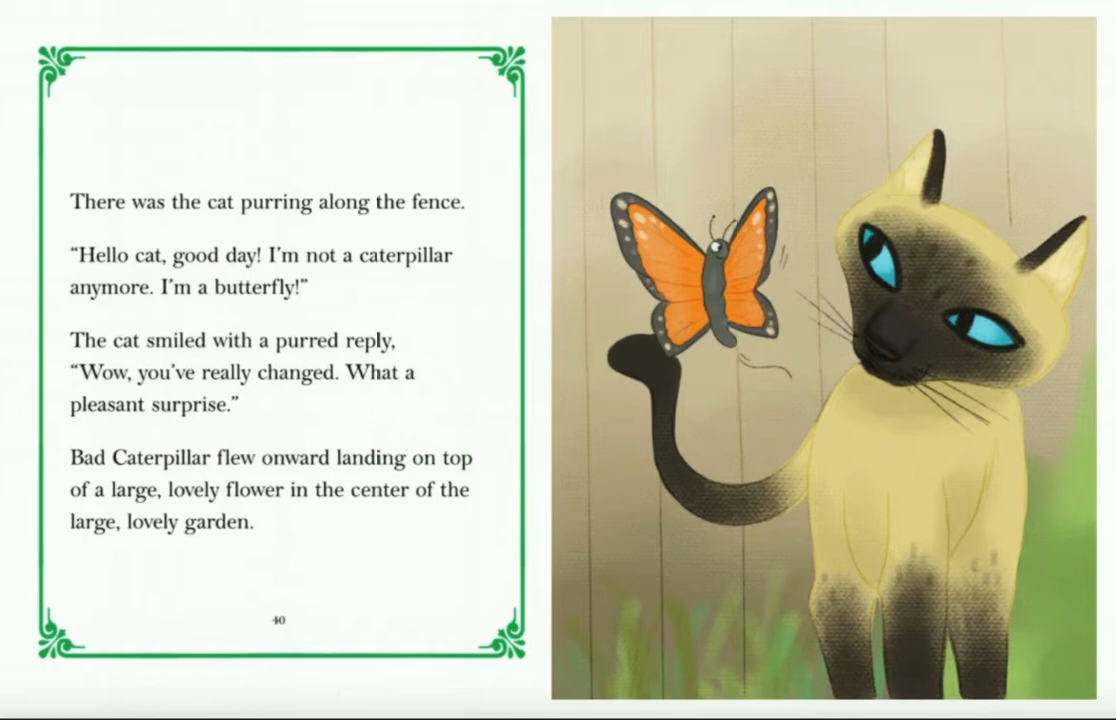 There was the cat purring along the fence.
“Hello cat, good day! I’m not a caterpillar
anymore. I’m a butterfly!”
The cat smiled with a purred reply,
“Wow, you’ve really changed. What a
pleasant surprise.”
Bad Caterpillar flew onward landing on top
of a large, lovely flower in the center of the
large, lovely garden.
40